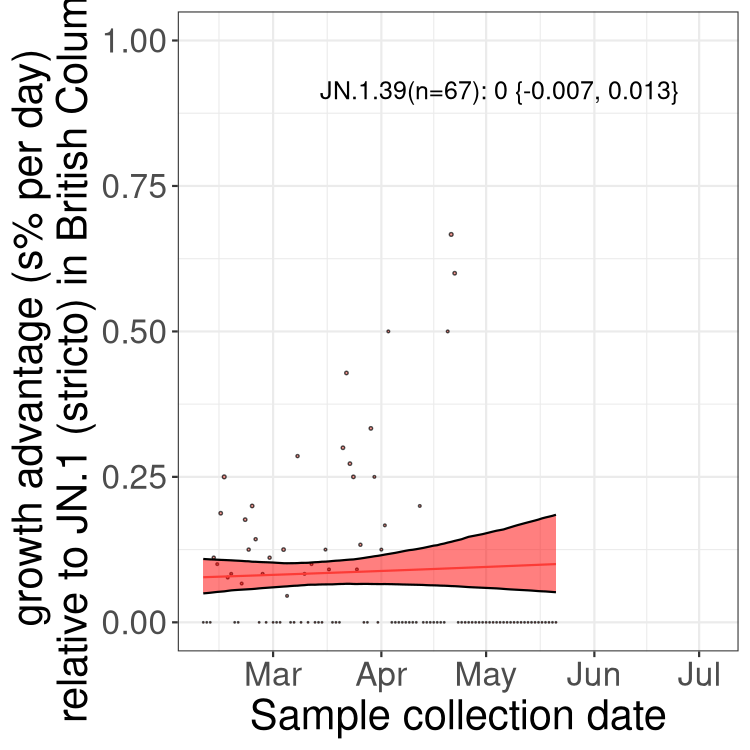 growth advantage (s% per day)
relative to JN.1 (stricto) in British Colum
1.00
0.75
0.50
0.25
0.00
JN.1.39(n=67): 0 {-0.007, 0.013}
Mar Apr May Jun Jul
Sample collection date